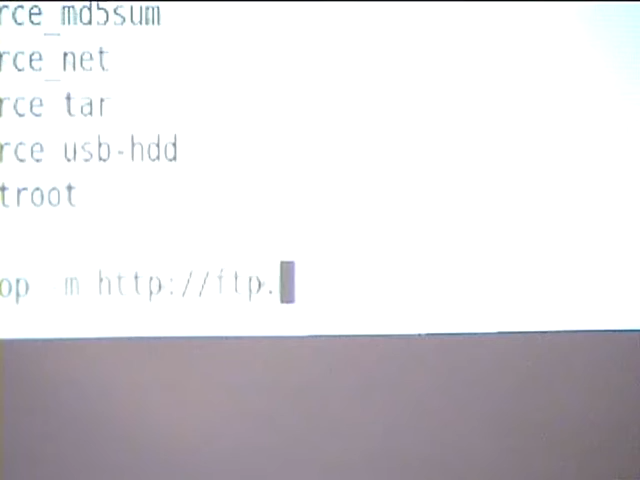 rce_md5sum
rce_net
rce tar
rce usb-hdd
troot
op m http://ftp.